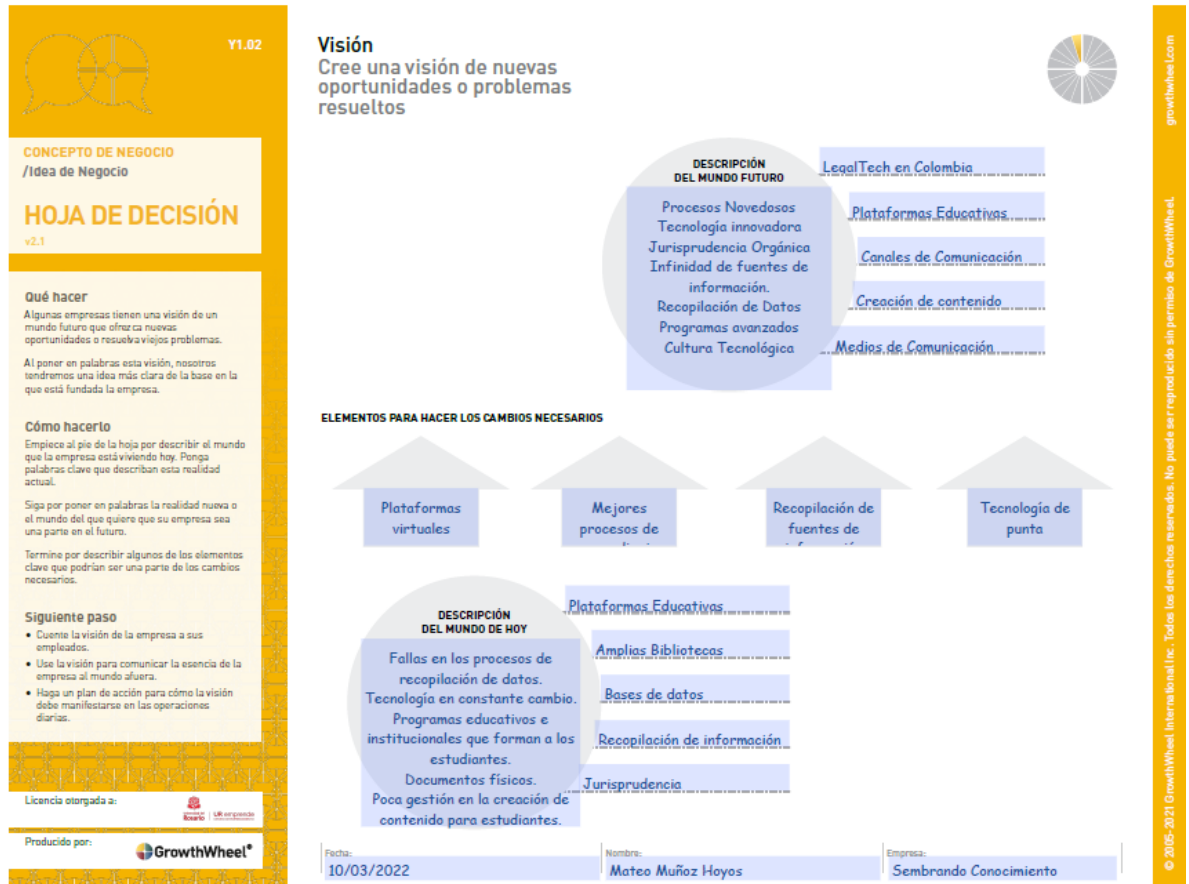 Y1.02
CONCEPTO DE NEGOCIO
/Idea de Negocio
HOJA DE DECISIÓN
v2.1
Qué hacer
Algunas empresas tienen una visión de un
mundo futuro que ofrezca nuevas
oportunidades o resuelva viejos problemas.
Al poner en palabras esta visión, nosotros
tendremos una idea más clara de la base en la
que está fundada la empresa.
Cómo hacerlo
Empiece al pie de la hoja por describir el mundo
que la empresa está viviendo hoy. Ponga
palabras clave que describan esta realidad
actual.
Siga por poner en palabras la realidad nueva o
el mundo del que quiere que su empresa sea
una parte en el futuro.
Termine por describir algunos de los elementos
clave que podrían ser una parte de los cambios
necesarios.
Siguiente paso
• Cuente la visión de la empresa a sus
empleados.
• Use la visión para comunicar la esencia de la
empresa al mundo afuera.
• Haga un plan de acción para cómo la visión
debe manifestarse en las operaciones
diarias.
Licencia otorgada a:
Rosario | UR emprende
Producido por:
GrowthWheel®
Visión
Cree una visión de nuevas
oportunidades o problemas
resueltos
DESCRIPCIÓN
DEL MUNDO FUTURO
Procesos Novedosos
Tecnología innovadora
Jurisprudencia Orgánica
Infinidad de fuentes de
información.
Recopilación de Datos
Programas avanzados
Cultura Tecnológica
LegalTech en Colombia
Plataformas Educativas
Canales de Comunicación
Creación de contenido
Medios de Comunicación
ELEMENTOS PARA HACER LOS CAMBIOS NECESARIOS
Plataformas
virtuales
Mejores
procesos de
Recopilación de
fuentes de
Tecnología de
punta
DESCRIPCIÓN
DEL MUNDO DE HOY
Fallas en los procesos de
recopilación de datos.
Tecnología en constante cambio.
Programas educativos e
institucionales que forman a los
estudiantes.
Documentos físicos.
Poca gestión en la creación de
contenido para estudiantes.
Plataformas Educativas
Amplias Bibliotecas
Bases de datos
Recopilación de información
Jurisprudencia
Fecha:
10/03/2022
Nombre:
Mateo Muñoz Hoyos
Empresa:
Sembrando Conocimiento
growthwheel.com
© 2005-2021 GrowthWheel International Inc. Todos los derechos reservados. No puede ser reproducido sin permiso de GrowthWheel.